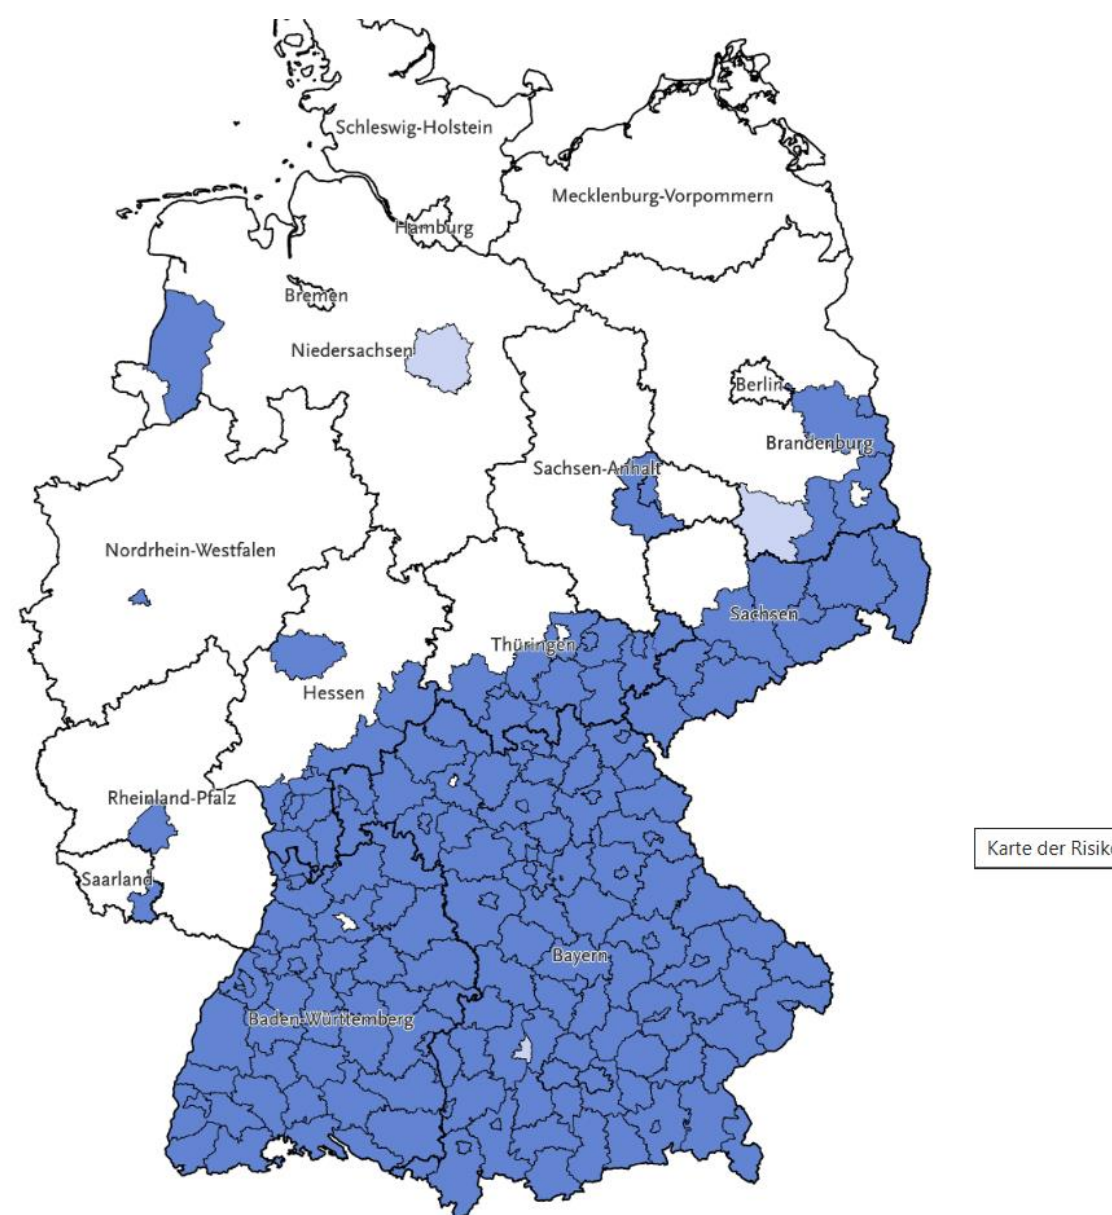 Schleswig-Holstein
Mecklenburg-Vorpommern
Hamburg
Bremen
Niedersachsen
Berlin
Brandenburg
Sachsen-Anhalt
Nordrhein-Westfalen
Sachsen
Thüringen
Hessen
Rheinland-Pfalz
Karte der Risik
Saarland
Bayern
Baden-Württemberg